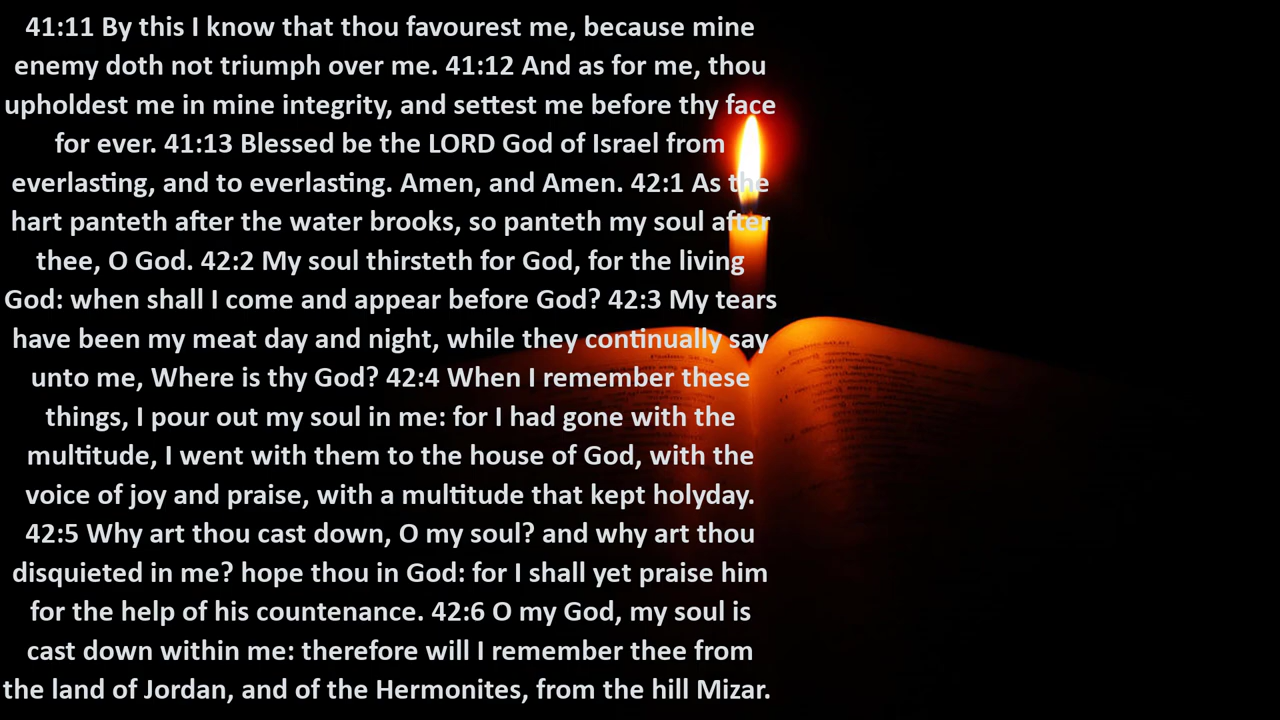 41:11 By this I know that thou favourest me, because mine
enemy doth not triumph over me. 41:12 And as for me, thou
upholdest me in mine integrity, and settest me before thy face
for ever. 41:13 Blessed be the LORD God of Israel from
everlasting, and to everlasting. Amen, and Amen. 42:1 As the
hart panteth after the water brooks, so panteth my soul after
thee, O God. 42:2 My soul thirsteth for God, for the living
God: when shall I come and appear before God? 42:3 My tears
have been my meat day and night, while they continually say
unto me, Where is thy God? 42:4 When I remember these
things, I pour out my soul in me: for I had gone with the
multitude, I went with them to the house of God, with the
voice of joy and praise, with a multitude that kept holyday.
42:5 Why art thou cast down, O my soul? and why art thou
disquieted in me? hope thou in God: for I shall yet praise him
for the help of his countenance. 42:6 O my God, my soul is
cast down within me: therefore will I remember thee from
the land of Jordan, and of the Hermonites, from the hill Mizar.